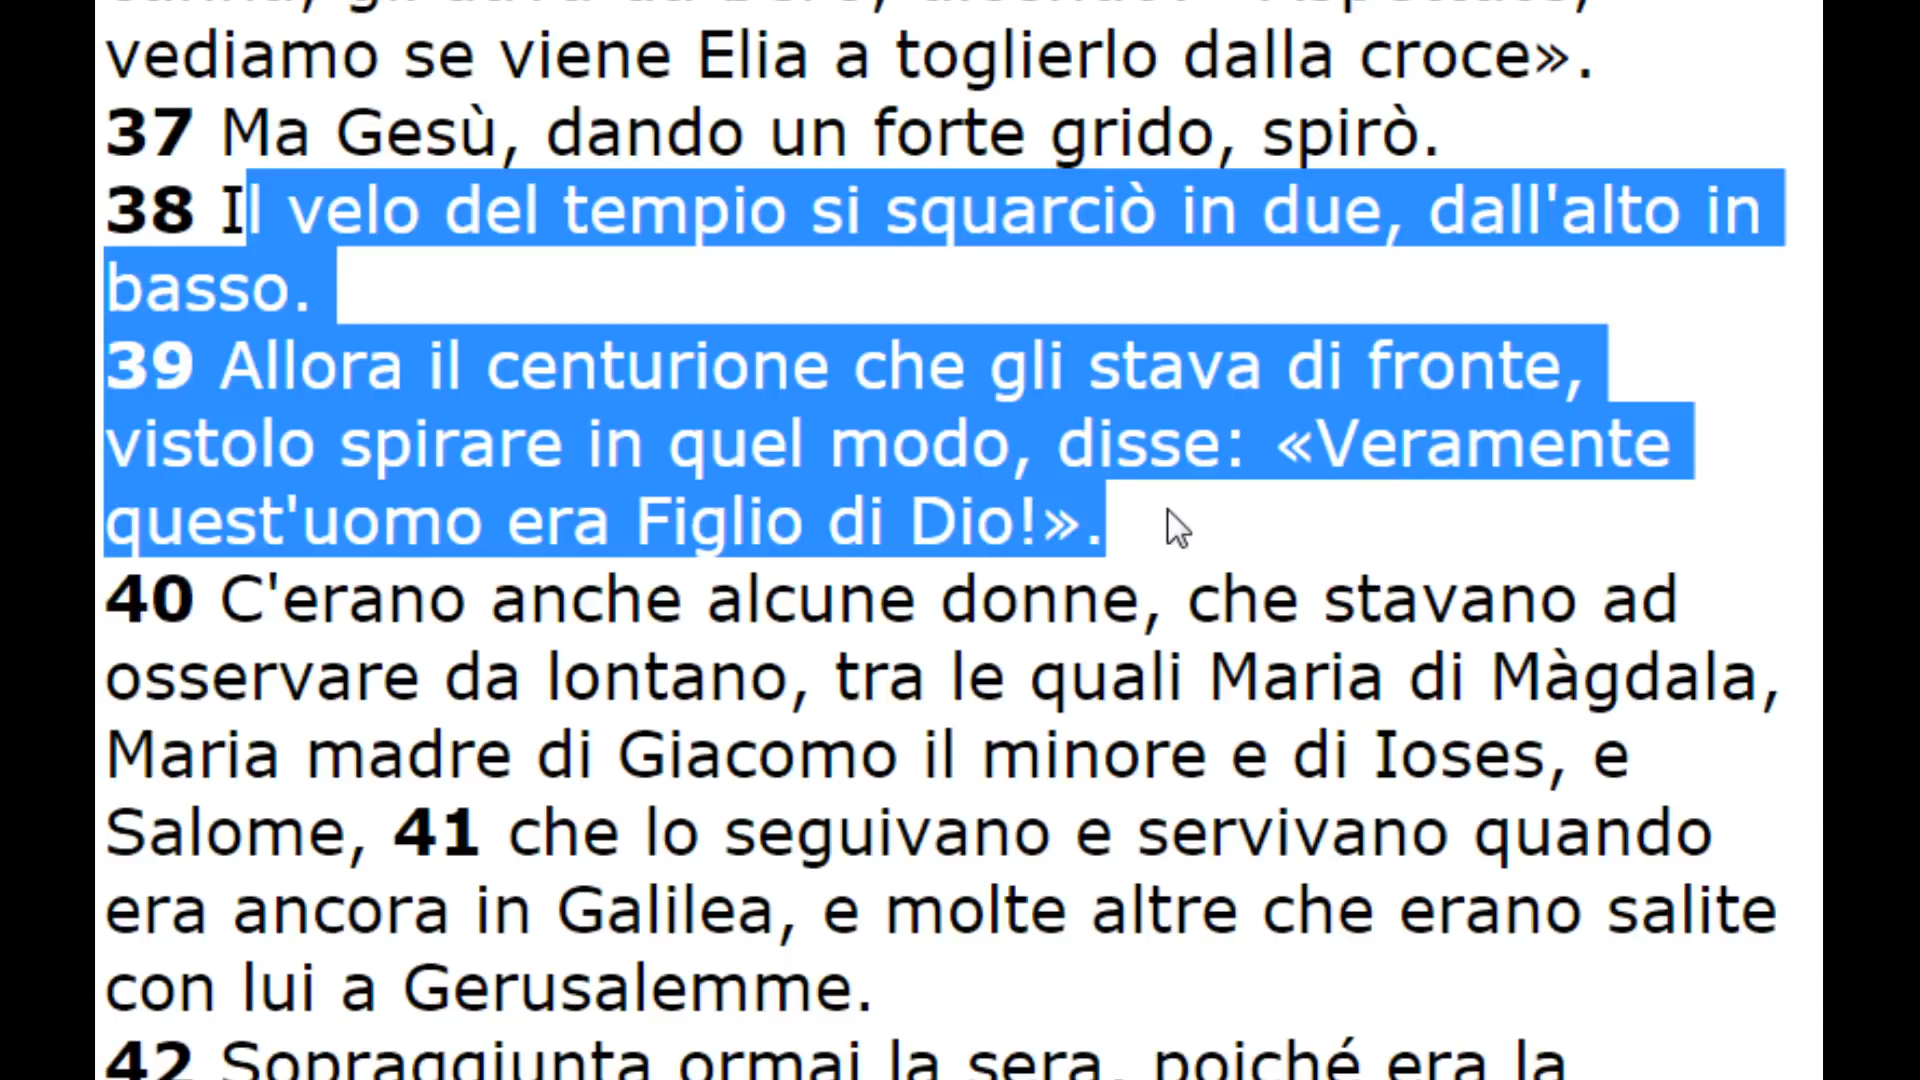 vediamo se viene Elia a toglierlo dalla croce».
37 Ma Gesù, dando un forte grido, spirò.
38 Il velo del tempio si squarciò in due, dall'alto in
basso.
39 Allora il centurione che gli stava di fronte,
vistolo spirare in quel modo, disse: «Veramente
quest'uomo era Figlio di Dio!».
40 C'erano anche alcune donne, che stavano ad
osservare da lontano, tra le quali Maria di Màgdala,
Maria madre di Giacomo il minore e di Ioses, e
Salome, 41 che lo seguivano e servivano quando
era ancora in Galilea, e molte altre che erano salite
con lui a Gerusalemme.
42 Sopraggiunta ormai la sera, poiché era la